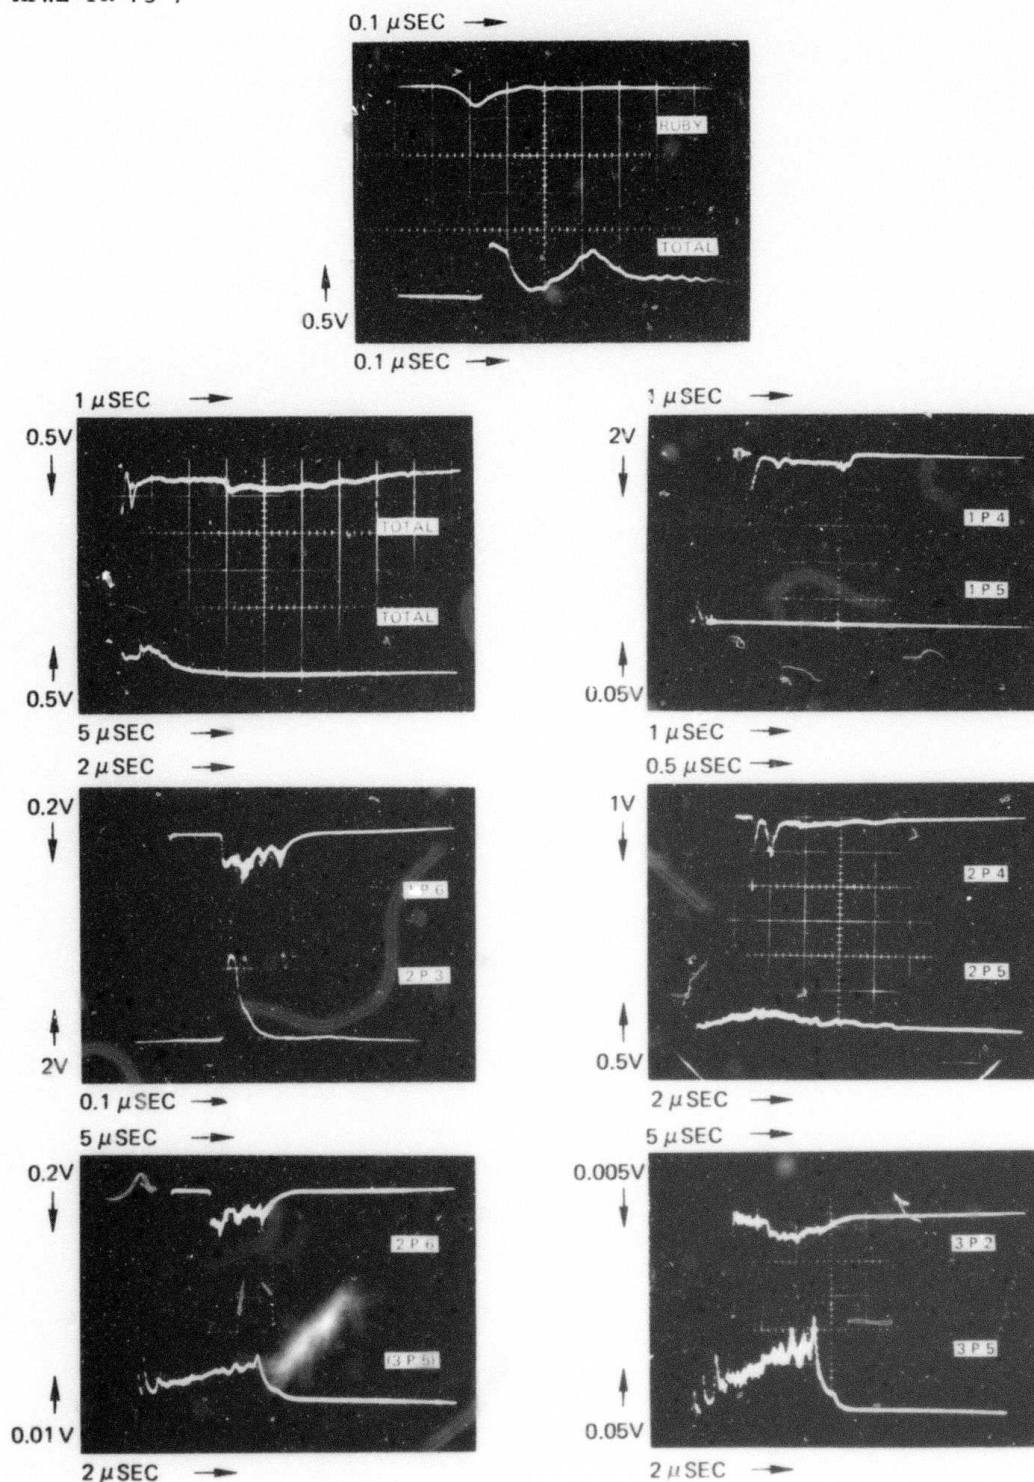 0.1 μSEC →
RUBY
TOTAL
↑
0.5V
0.1 μSEC →
1 μSEC →
0.5V
↓
TOTAL
TOTAL
↑
0.5V
5 μSEC →
1 μSEC →
2V
↓
1 P 4
1 P 5
↑
0.05V
1 μSEC →
2 μSEC →
0.2V
↓
1 P 6
2 P 3
↑
2V
0.1 μSEC →
0.5 μSEC →
1V
↓
2 P 4
2 P 5
↑
0.5V
2 μSEC →
5 μSEC →
0.2V
↓
2 P 6
(3 P 5)
↑
0.01V
2 μSEC →
5 μSEC →
0.005V
↓
3 P 2
3 P 5
↑
0.05V
2 μSEC →